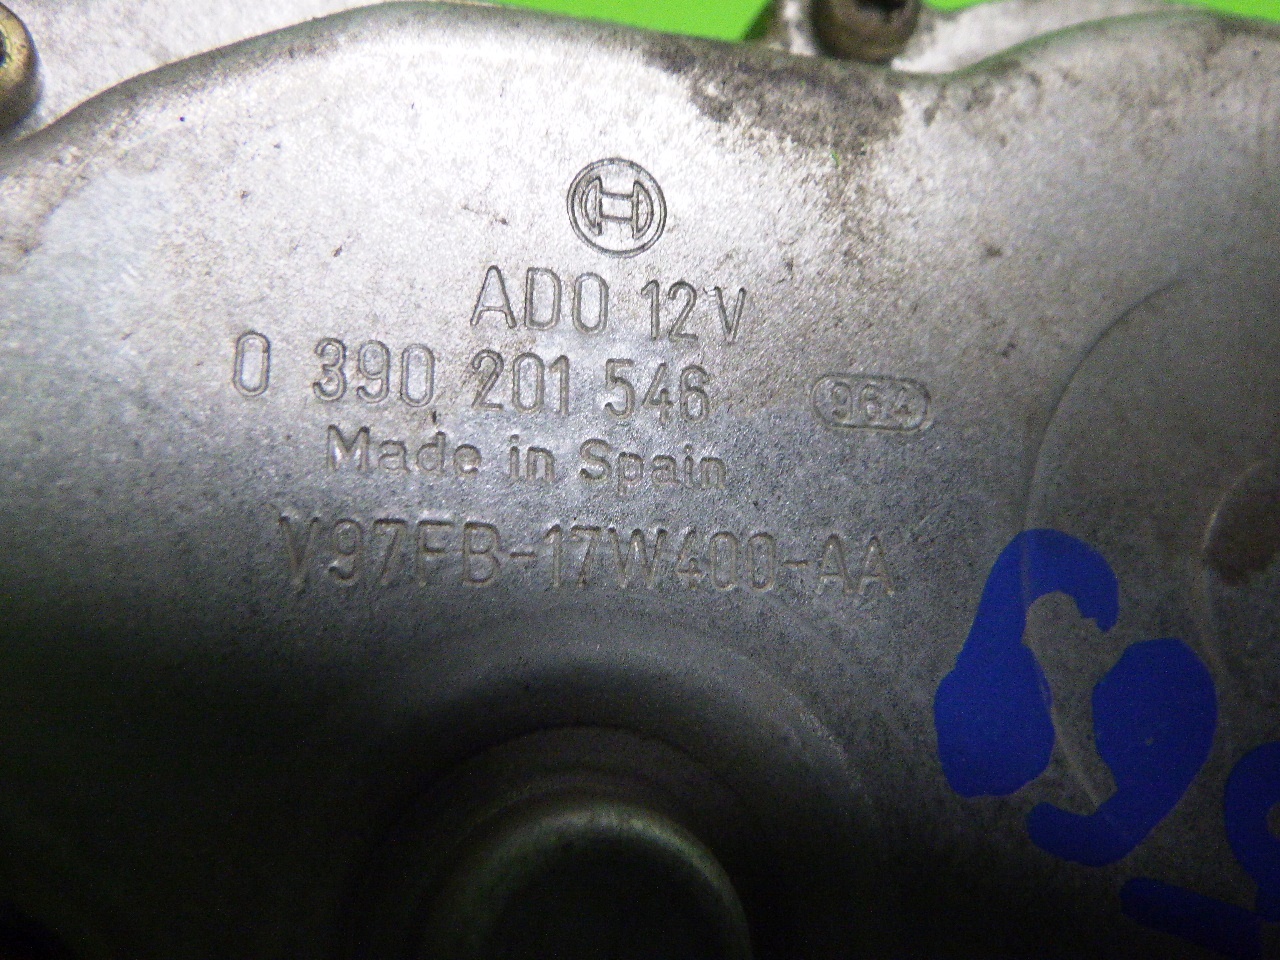 ADO 12V
0 390 201 546 964
Made in Spain
V97FB-17W400-AA